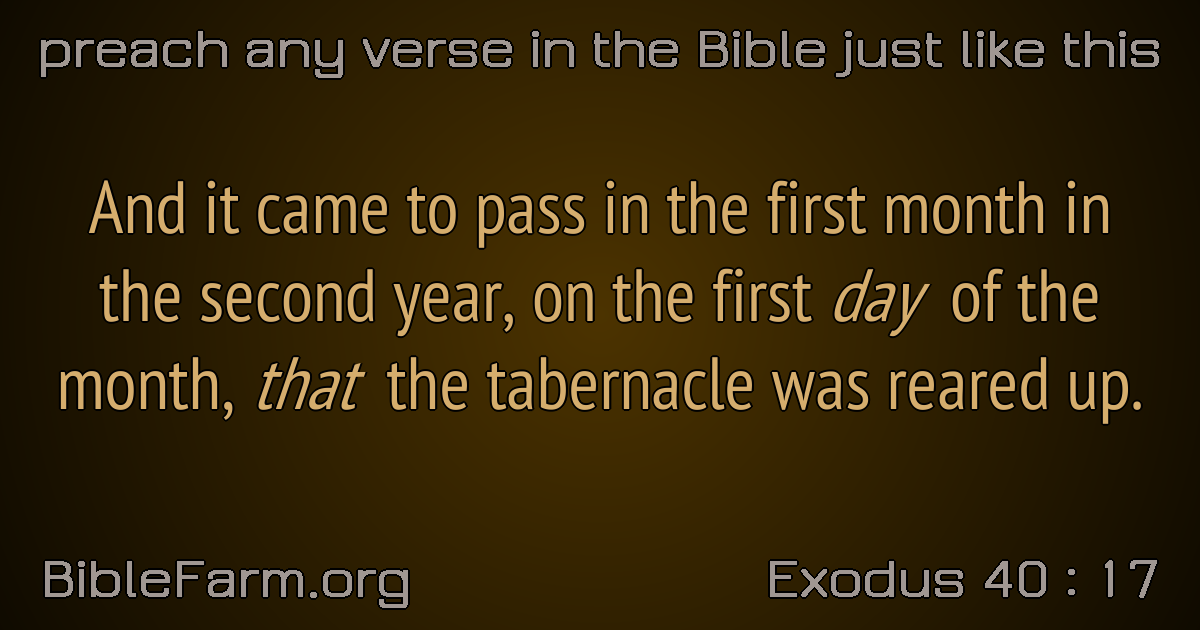 preach any verse in the Bible just like this
And it came to pass in the first month in
the second year, on the first day of the
month, that the tabernacle was reared up.
BibleFarm.org
Exodus 40 : 17